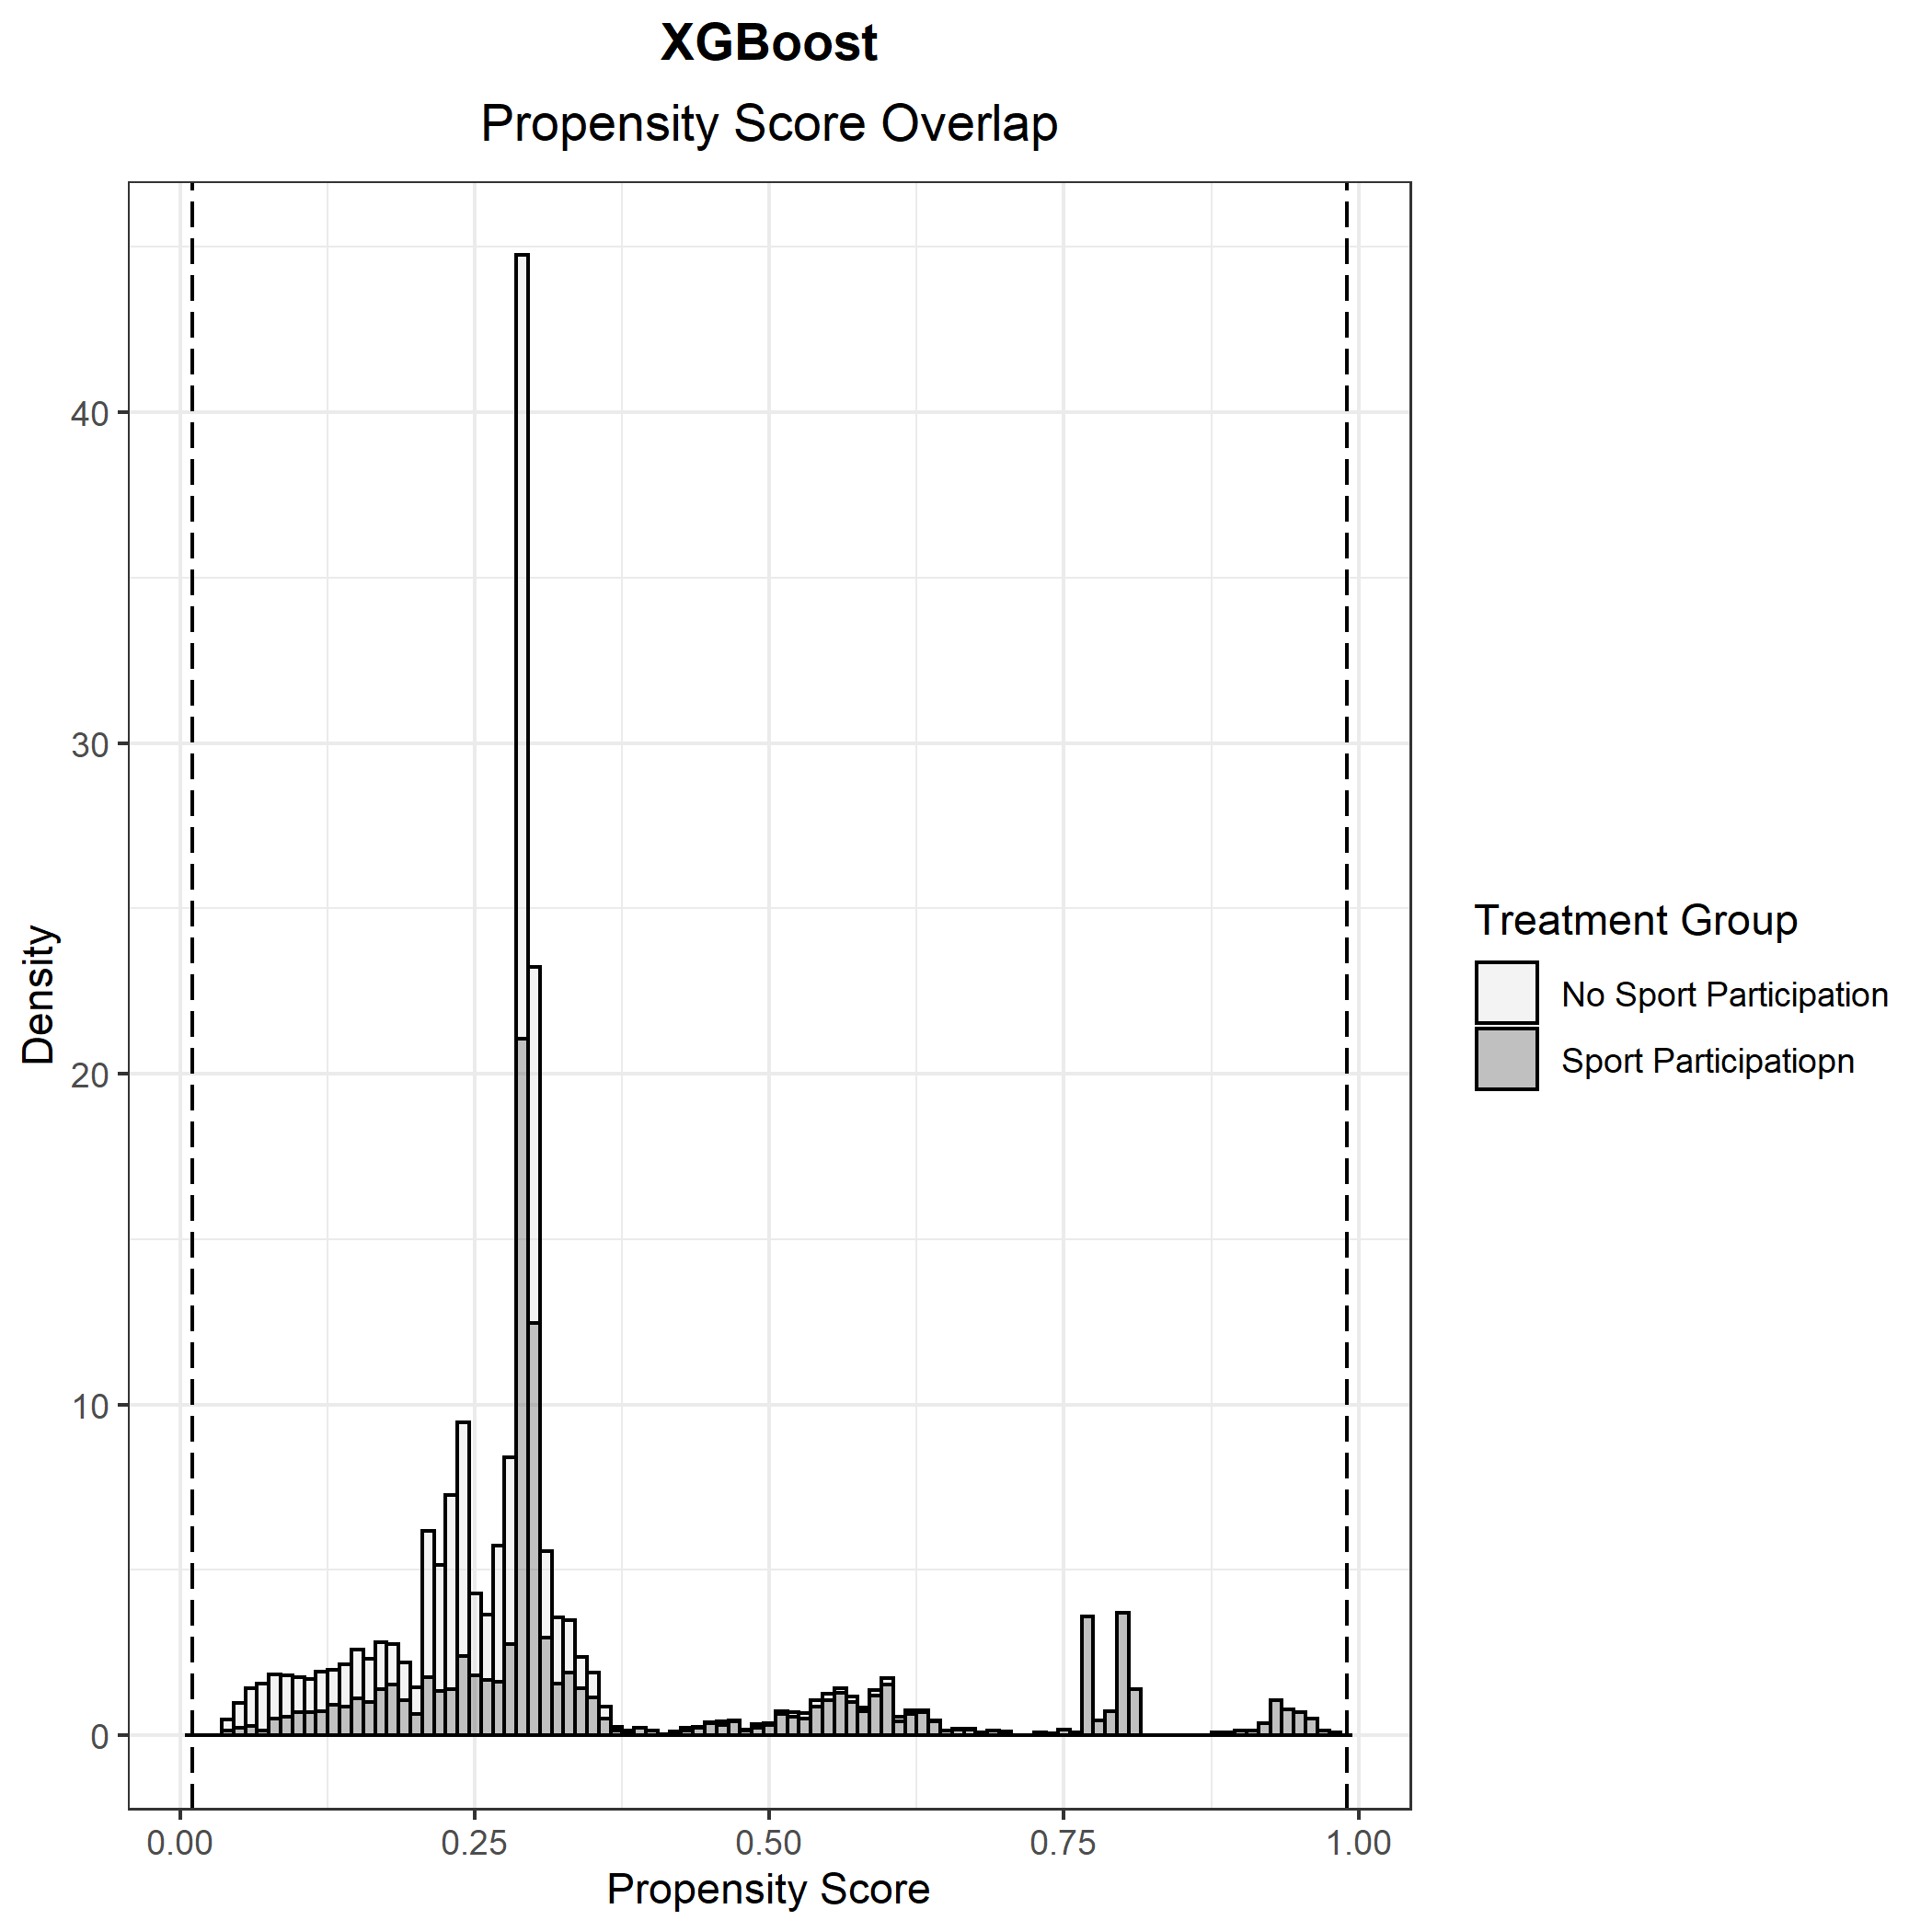 XGBoost
Propensity Score Overlap
40
30
20
10
0
Density
0.00 0.25 0.50 0.75 1.00
Propensity Score
Treatment Group
No Sport Participation
Sport Participatiopn